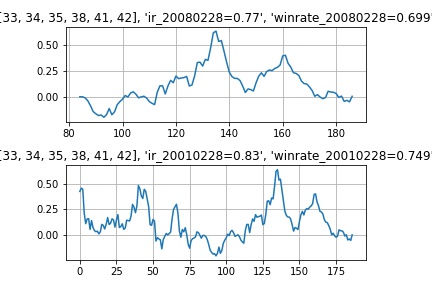 [33, 34, 35, 38, 41, 42], 'ir_20080228=0.77', 'winrate_20080228=0.699'
0.50
0.25
0.00
80 100 120 140 160 180
[33, 34, 35, 38, 41, 42], 'ir_20010228=0.83', 'winrate_20010228=0.749'
0.50
0.25
0.00
0 25 50 75 100 125 150 175